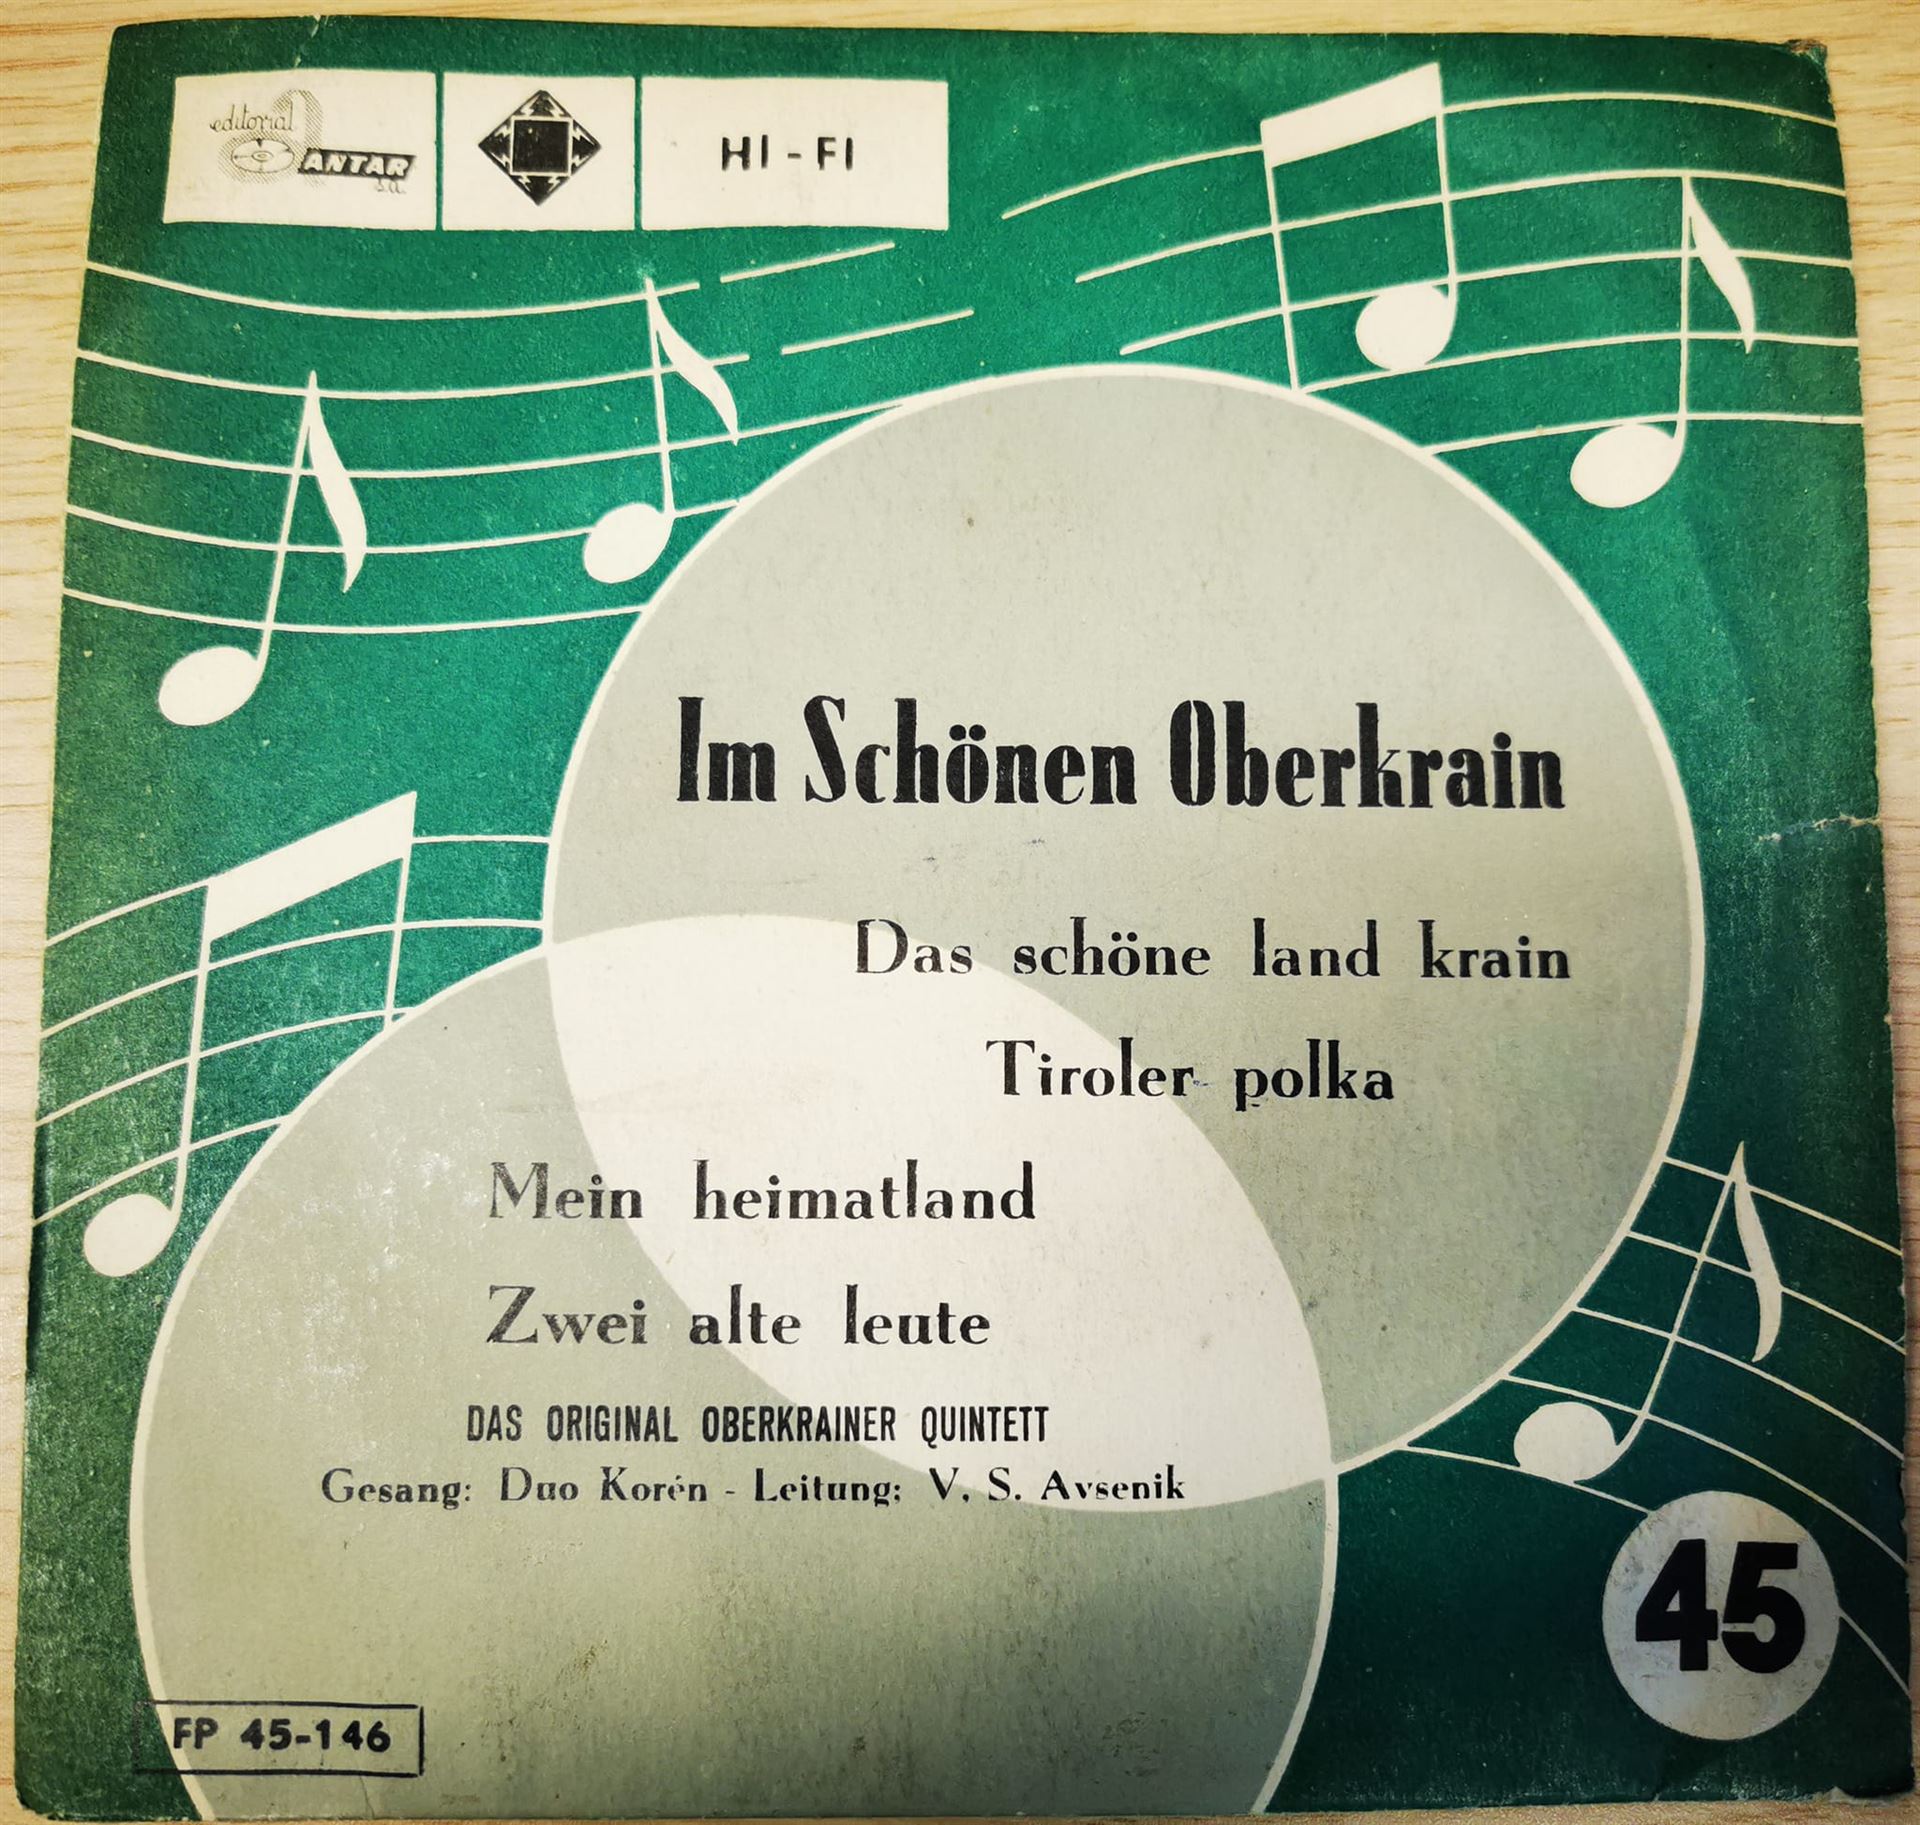 editorial
ANTAR
s.a.
HI-FI
Im Schönen Oberkrain
Das schöne land krain
Tiroler polka
Mein heimatland
Zwei alte leute
DAS ORIGINAL OBERKRAINER QUINTETT
Gesang: Duo Korén - Leitung: V. S. Avsenik
45
FP 45-146